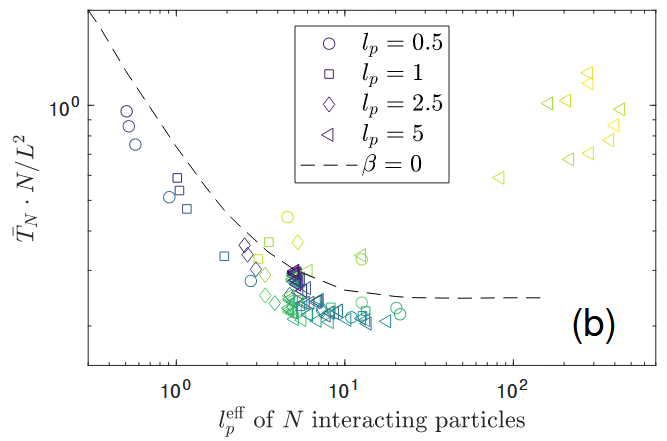 l_p = 0.5
l_p = 1
l_p = 2.5
l_p = 5
β = 0
10^0
T̄_N · N/L^2
(b)
10^0 10^1 10^2
l_p^eff of N interacting particles